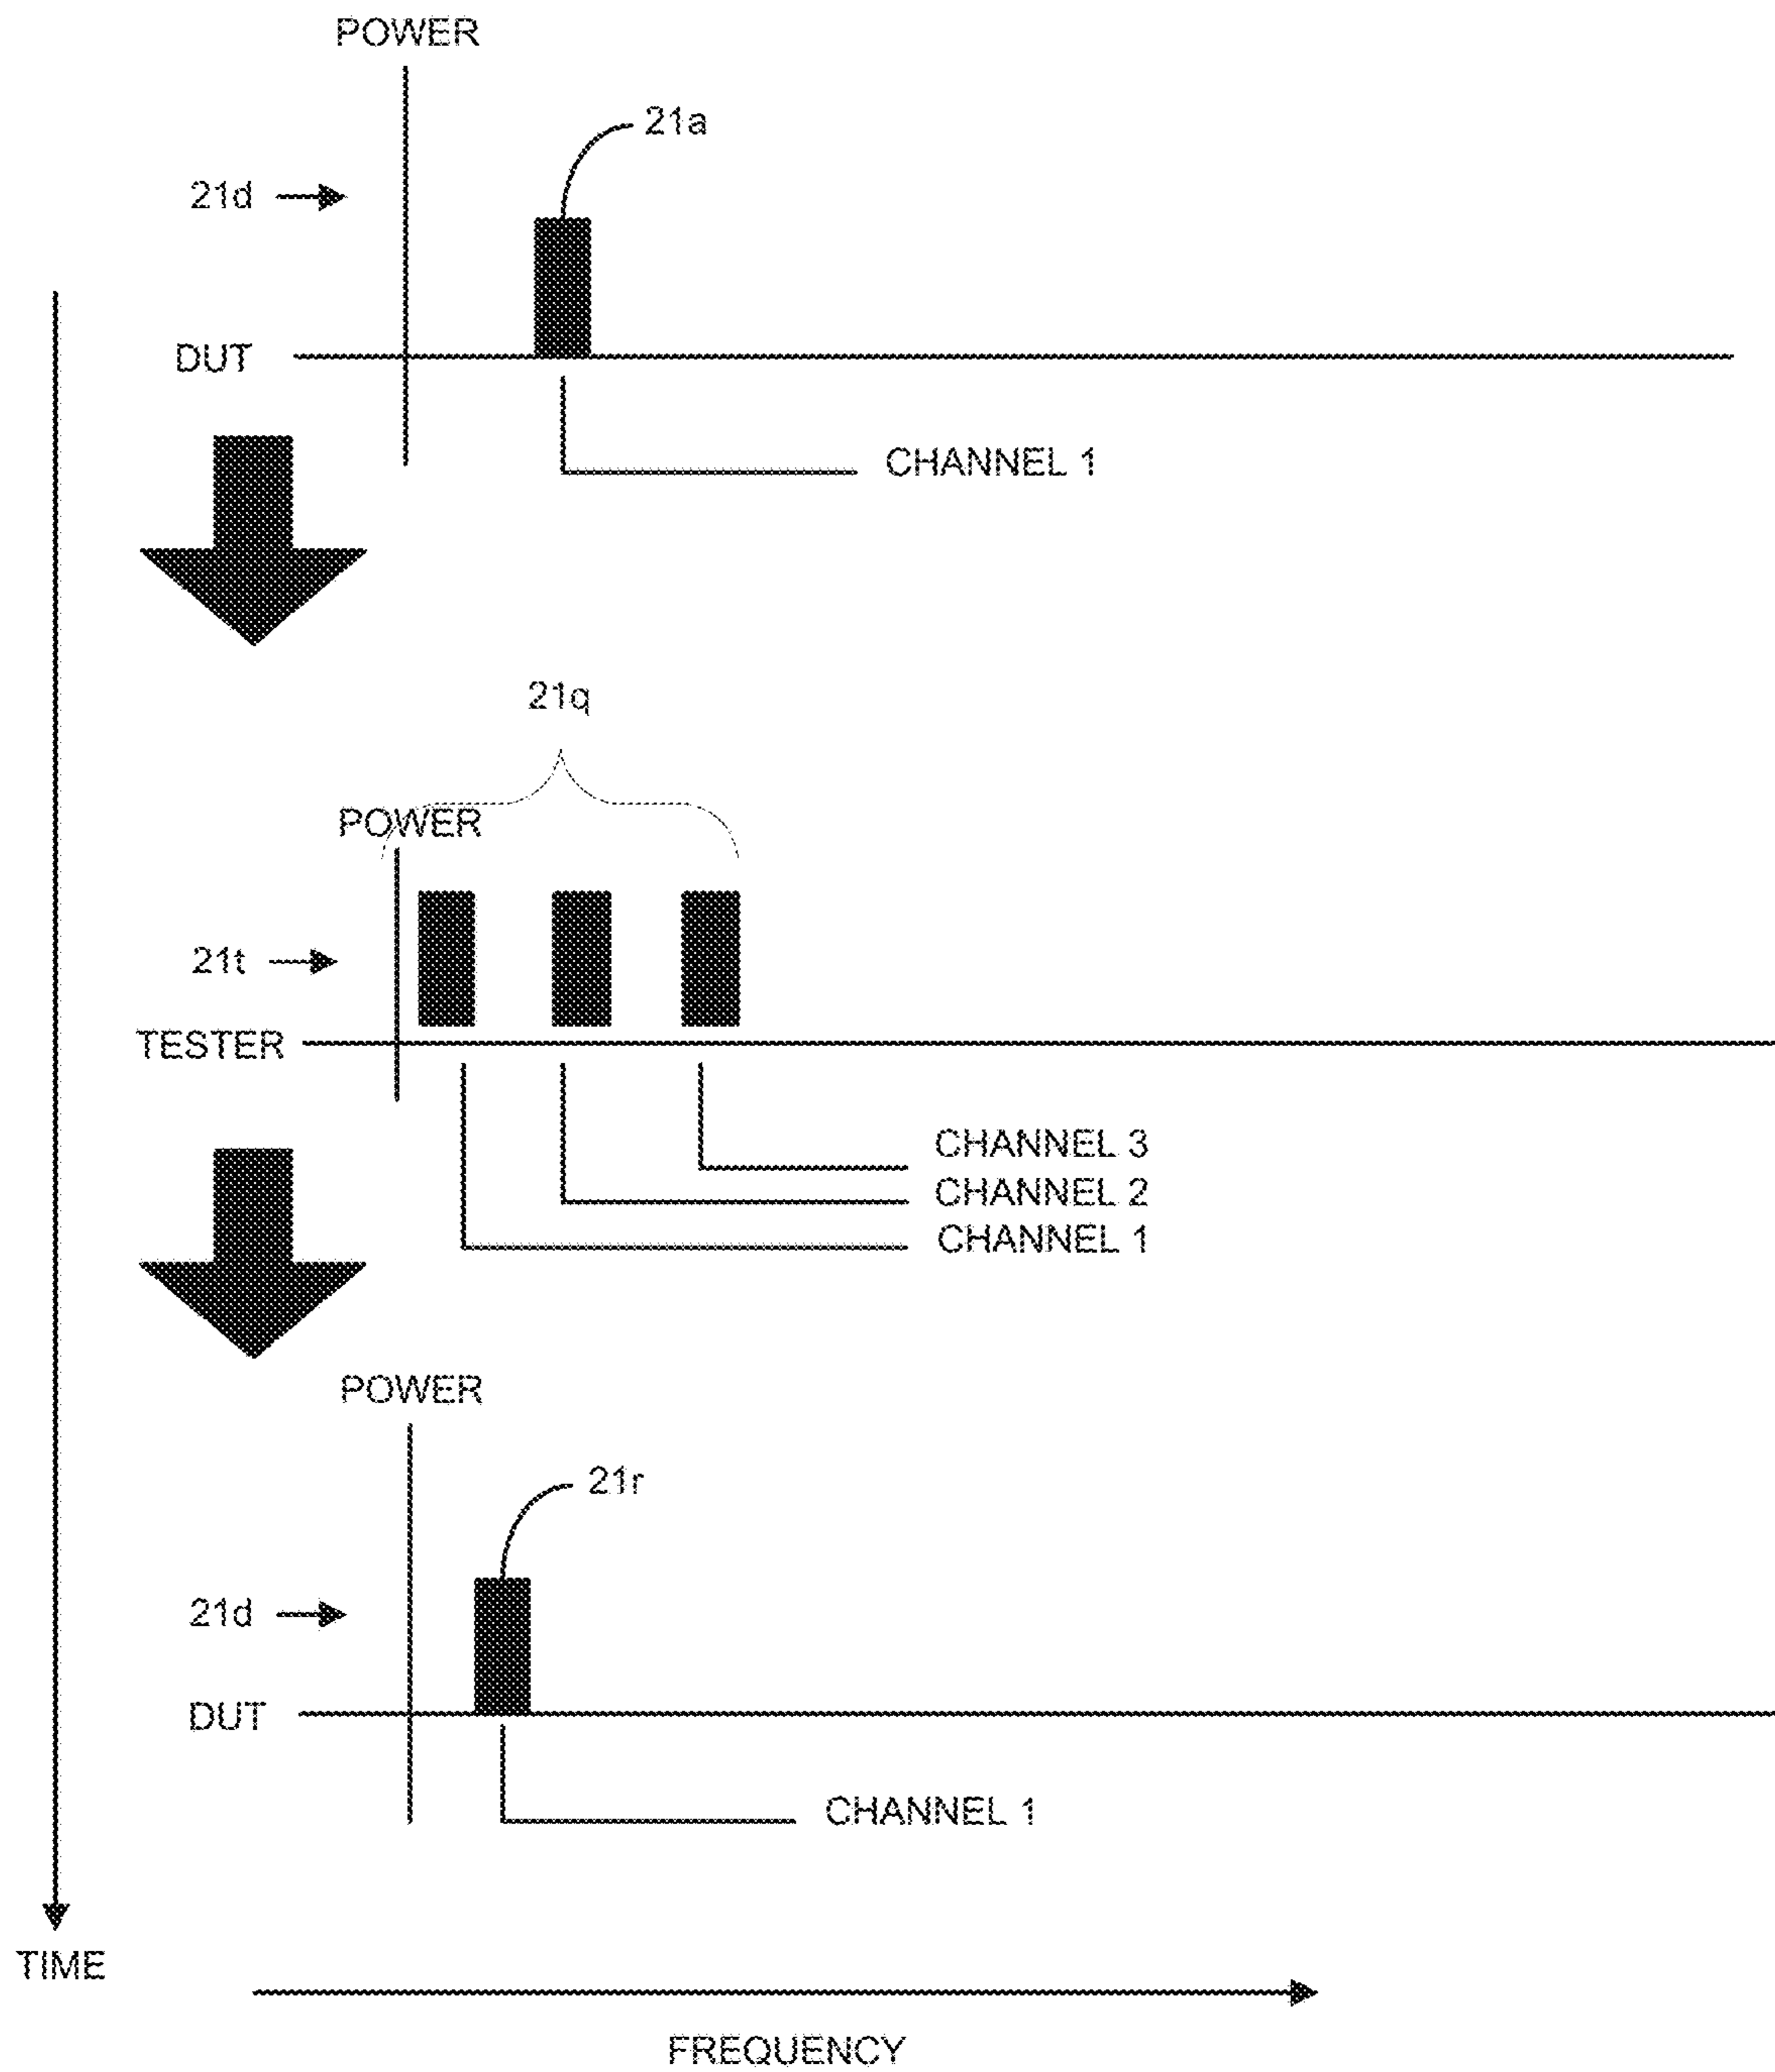 POWER
21a
21d
DUT
CHANNEL 1
21q
POWER
21t
TESTER
CHANNEL 3
CHANNEL 2
CHANNEL 1
POWER
21r
21d
DUT
CHANNEL 1
TIME
FREQUENCY